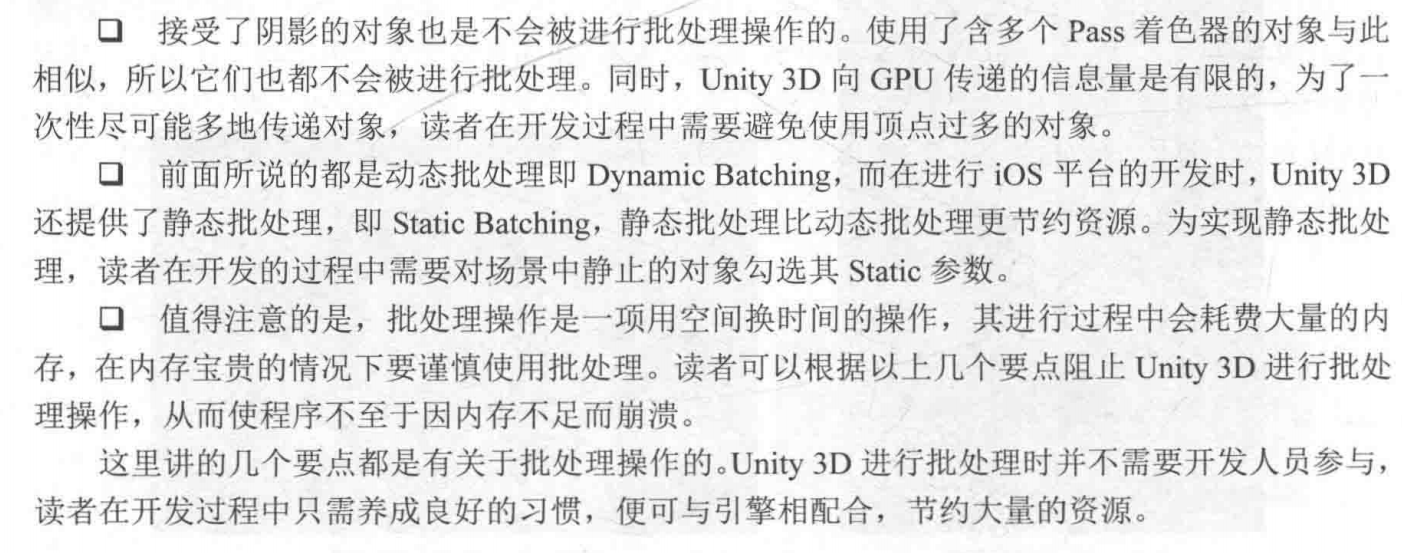 ❑ 接受了阴影的对象也是不会被进行批处理操作的。使用了含多个 Pass 着色器的对象与此
相似，所以它们也都不会被进行批处理。同时，Unity 3D 向 GPU 传递的信息量是有限的，为了一
次性尽可能多地传递对象，读者在开发过程中需要避免使用顶点过多的对象。
❑ 前面所说的都是动态批处理即 Dynamic Batching，而在进行 iOS 平台的开发时，Unity 3D
还提供了静态批处理，即 Static Batching，静态批处理比动态批处理更节约资源。为实现静态批处
理，读者在开发的过程中需要对场景中静止的对象勾选其 Static 参数。
❑ 值得注意的是，批处理操作是一项用空间换时间的操作，其进行过程中会耗费大量的内
存，在内存宝贵的情况下要谨慎使用批处理。读者可以根据以上几个要点阻止 Unity 3D 进行批处
理操作，从而使程序不至于因内存不足而崩溃。
这里讲的几个要点都是有关于批处理操作的。Unity 3D 进行批处理时并不需要开发人员参与，
读者在开发过程中只需养成良好的习惯，便可与引擎相配合，节约大量的资源。